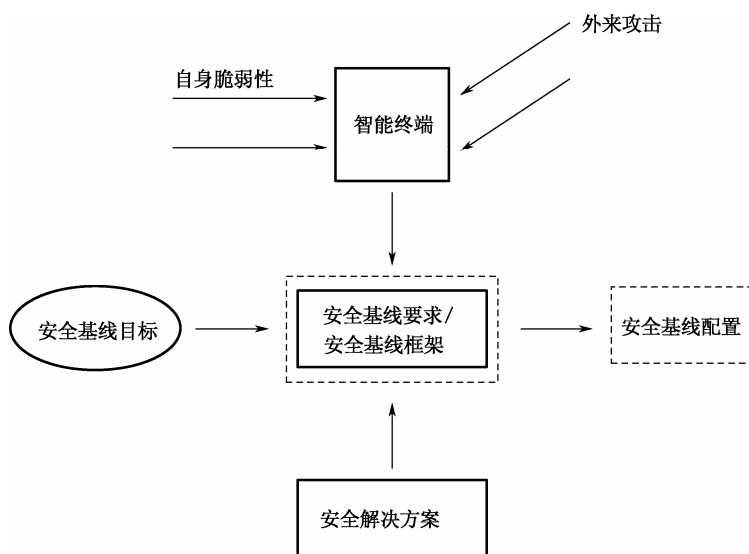 外来攻击
自身脆弱性
智能终端
安全基线目标
安全基线要求/
安全基线框架
安全基线配置
安全解决方案